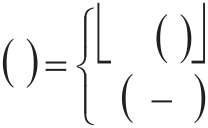 ( ) = { ⌊ ( ) ⌋
( − )